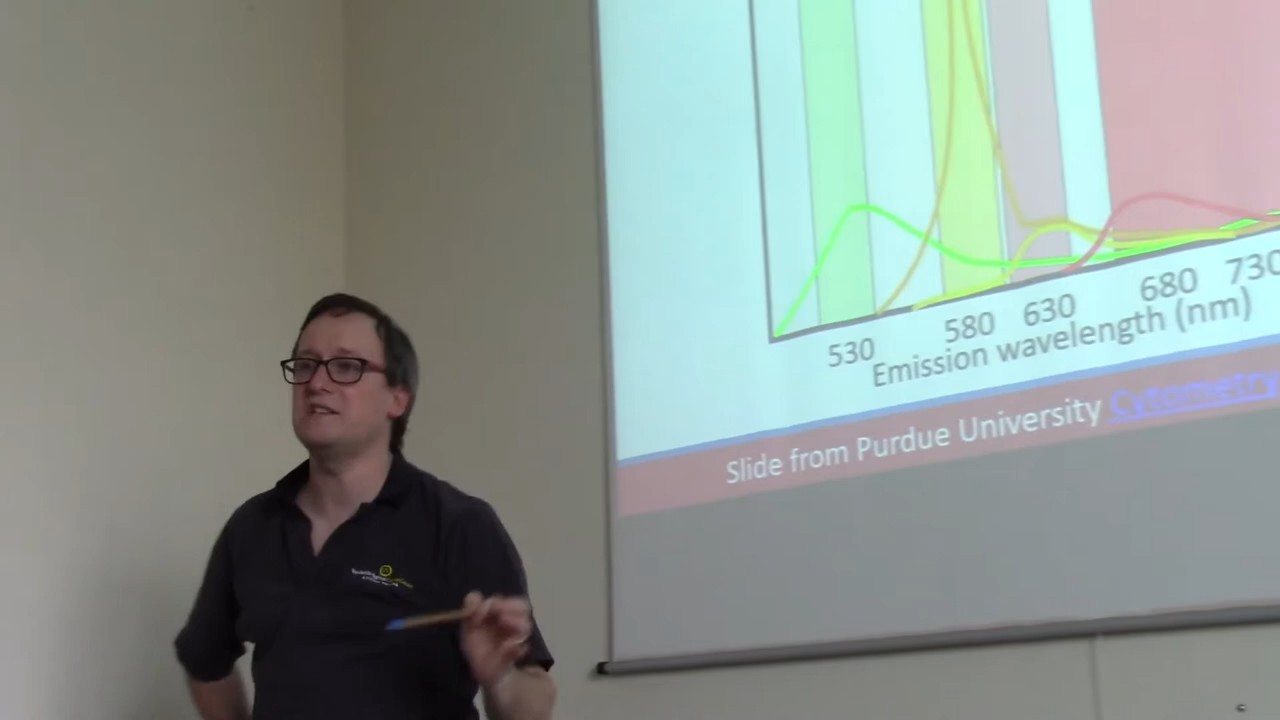 530 580 630 680 730
Emission wavelength (nm)
Slide from Purdue University Cytometry